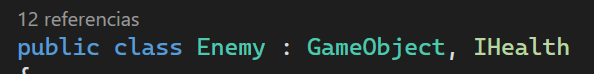 12 referencias
public class Enemy : GameObject, IHealth
{